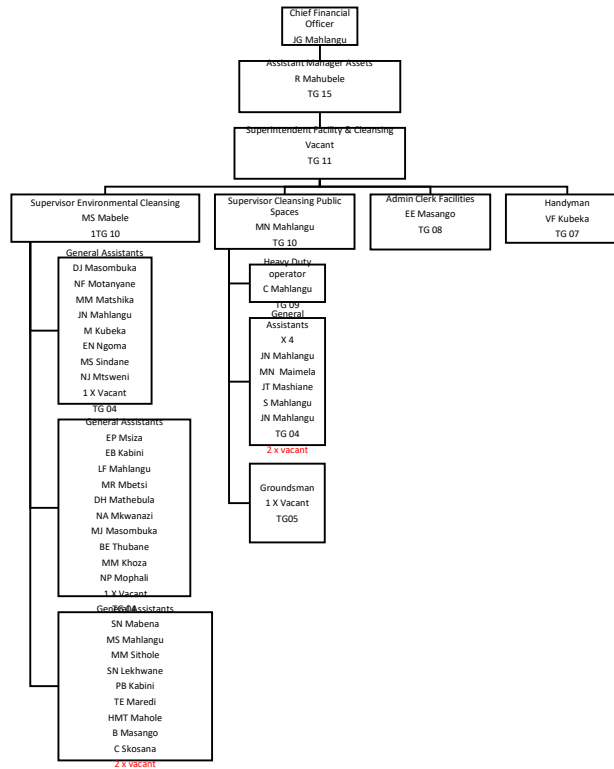 Chief Financial
Officer
JG Mahlangu
Assistant Manager Assets
R Mahubele
TG 15
Superintendent Facility & Cleansing
Vacant
TG 11
Supervisor Environmental Cleansing
MS Mabele
1TG 10
Supervisor Cleansing Public
Spaces
MN Mahlangu
TG 10
Admin Clerk Facilities
EE Masango
TG 08
Handyman
VF Kubeka
TG 07
General Assistants
DJ Masombuka
NF Motanyane
MM Matshika
JN Mahlangu
M Kubeka
EN Ngoma
MS Sindane
NJ Mtsweni
1 X Vacant
TG 04
General Assistants
EP Msiza
EB Kabini
LF Mahlangu
MR Mbetsi
DH Mathebula
NA Mkwanazi
MJ Masombuka
BE Thubane
MM Khoza
NP Mophali
1 X Vacant
TG 04
General Assistants
SN Mabena
MS Mahlangu
MM Sithole
SN Lekhwane
PB Kabini
TE Maredi
HMT Mahole
B Masango
C Skosana
2 x vacant
Heavy Duty
operator
C Mahlangu
TG 09
General
Assistants
X 4
JN Mahlangu
MN Maimela
JT Mashiane
S Mahlangu
JN Mahlangu
TG 04
2 x vacant
Groundsman
1 X Vacant
TG05